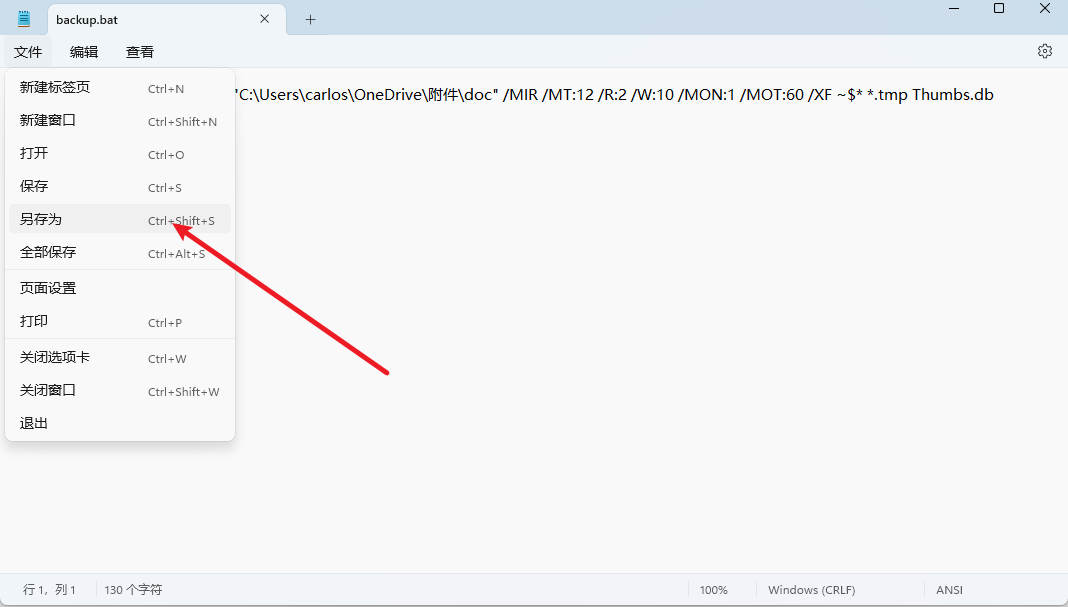 backup.bat
文件 编辑 查看
"C:\Users\carlos\OneDrive\附件\doc" /MIR /MT:12 /R:2 /W:10 /MON:1 /MOT:60 /XF ~$* *.tmp Thumbs.db
新建标签页 Ctrl+N
新建窗口 Ctrl+Shift+N
打开 Ctrl+O
保存 Ctrl+S
另存为 Ctrl+Shift+S
全部保存 Ctrl+Alt+S
页面设置
打印 Ctrl+P
关闭选项卡 Ctrl+W
关闭窗口 Ctrl+Shift+W
退出
行 1，列 1 130 个字符 100% Windows (CRLF) ANSI